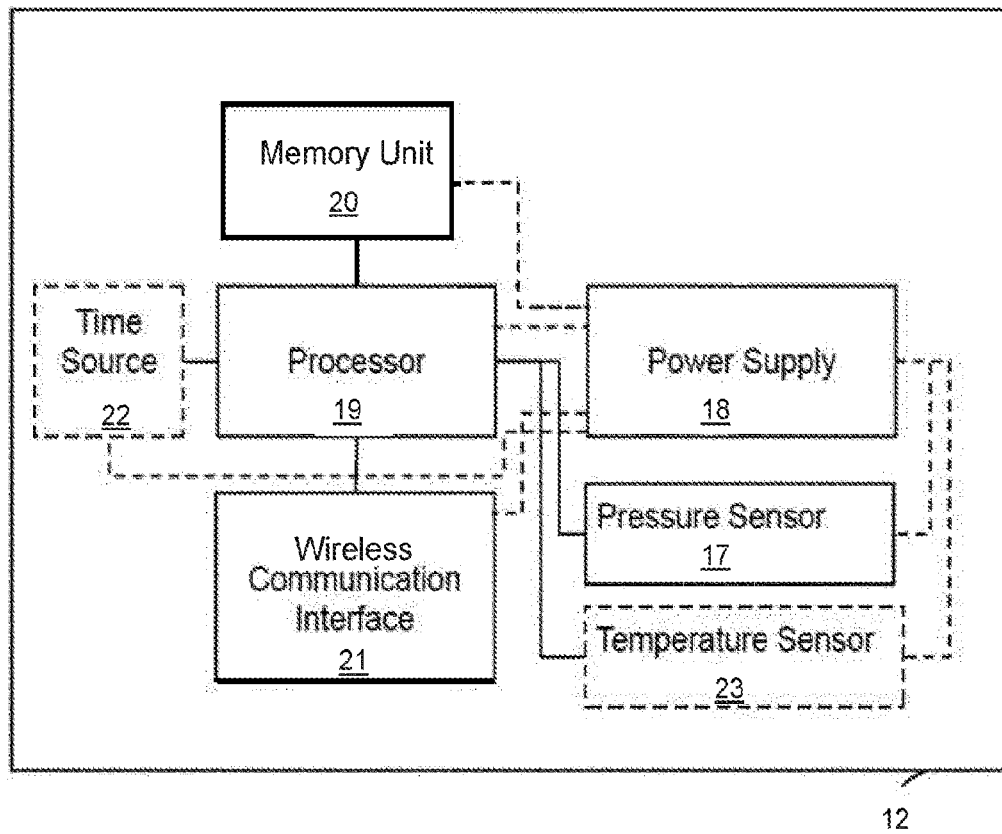 Memory Unit
20
Time
Source
22
Processor
19
Power Supply
18
Wireless
Communication
Interface
21
Pressure Sensor
17
Temperature Sensor
23
12